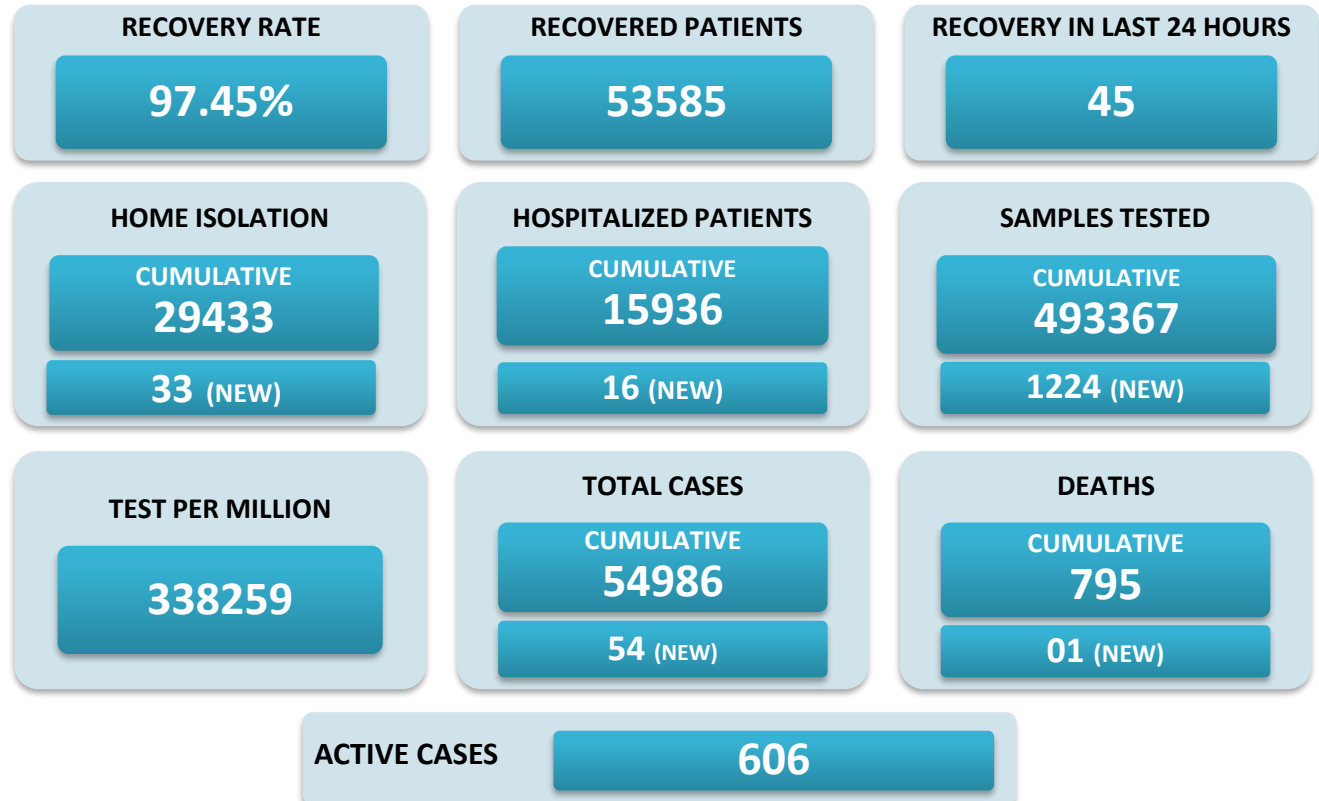 RECOVERY RATE
97.45%
RECOVERED PATIENTS
53585
RECOVERY IN LAST 24 HOURS
45
HOME ISOLATION
CUMULATIVE
29433
33 (NEW)
HOSPITALIZED PATIENTS
CUMULATIVE
15936
16 (NEW)
SAMPLES TESTED
CUMULATIVE
493367
1224 (NEW)
TEST PER MILLION
338259
TOTAL CASES
CUMULATIVE
54986
54 (NEW)
DEATHS
CUMULATIVE
795
01 (NEW)
ACTIVE CASES
606